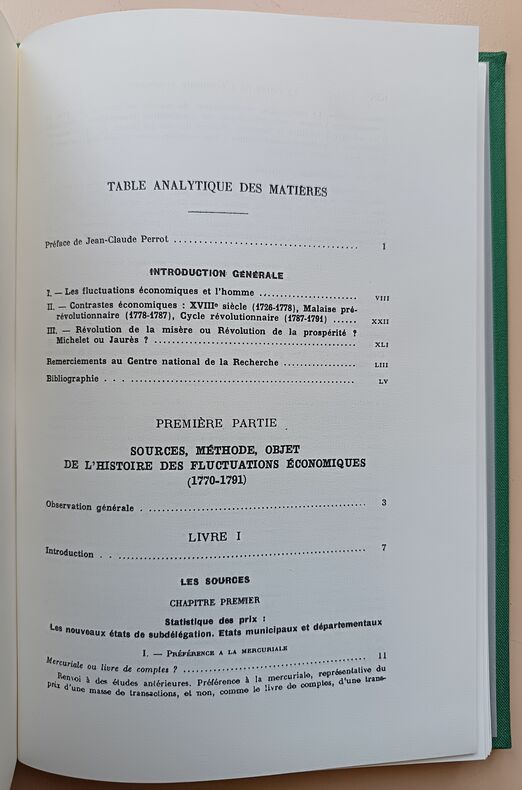 TABLE ANALYTIQUE DES MATIÈRES
Préface de Jean-Claude Perrot ........................................ 1
INTRODUCTION GÉNÉRALE
I. — Les fluctuations économiques et l'homme ........................ VIII
II. — Contrastes économiques : XVIIIe siècle (1726-1778), Malaise pré-
révolutionnaire (1778-1787), Cycle révolutionnaire (1787-1791) ...... XXII
III. — Révolution de la misère ou Révolution de la prospérité ?
Michelet ou Jaurès ? ........................................ XLI
Remerciements au Centre national de la Recherche .................. LIII
Bibliographie . . ........................................ LV
PREMIÈRE PARTIE
SOURCES, MÉTHODE, OBJET
DE L'HISTOIRE DES FLUCTUATIONS ÉCONOMIQUES
(1770-1791)
Observation générale . ........................................ 3
LIVRE I
Introduction . . ........................................ 7
LES SOURCES
CHAPITRE PREMIER
Statistique des prix :
Les nouveaux états de subdélégation. Etats municipaux et départementaux
I. — PRÉFÉRENCE A LA MERCURIALE
Mercuriale ou livre de comptes ? ........................................ 11
Renvoi à des études antérieures. Préférence à la mercuriale, représentative du
prix d'une masse de transactions, et non, comme le livre de comptes, d'une trans-